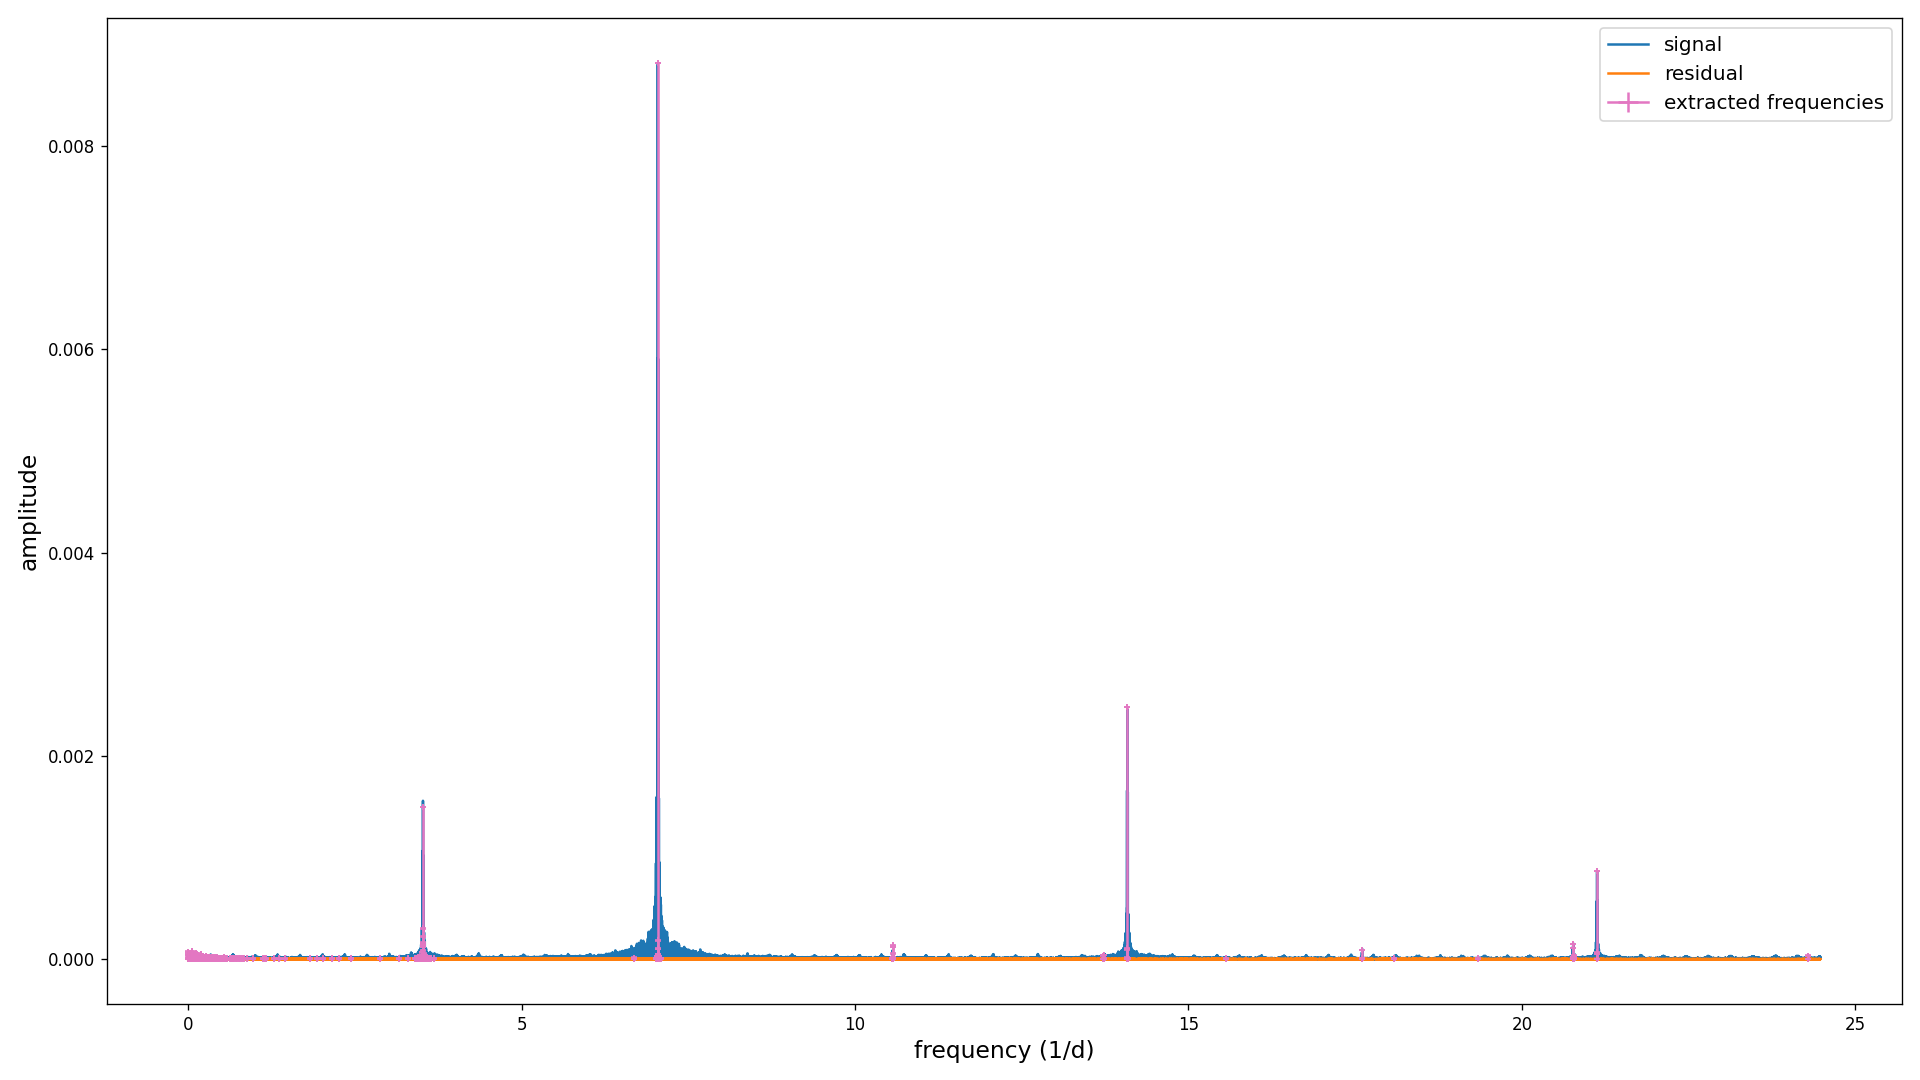 signal
residual
extracted frequencies
0.008
0.006
0.004
0.002
0.000
amplitude
0
5
10
15
20
25
frequency (1/d)